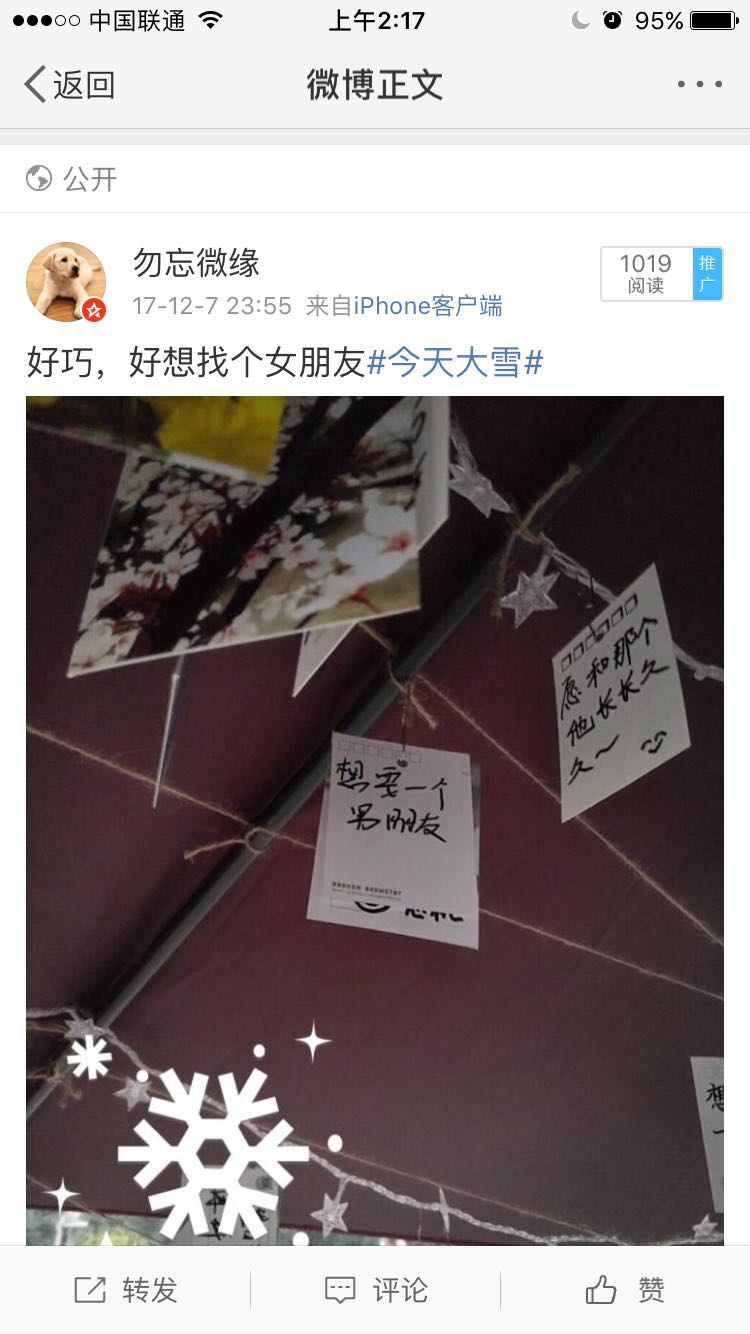 中国联通 上午2:17 95%
返回 微博正文
公开
勿忘微缘
1019
阅读
推广
17-12-7 23:55 来自iPhone客户端
好巧，好想找个女朋友#今天大雪#
愿和那个
他长长久
久～
想要一个
男朋友
想
一
转发 评论 赞